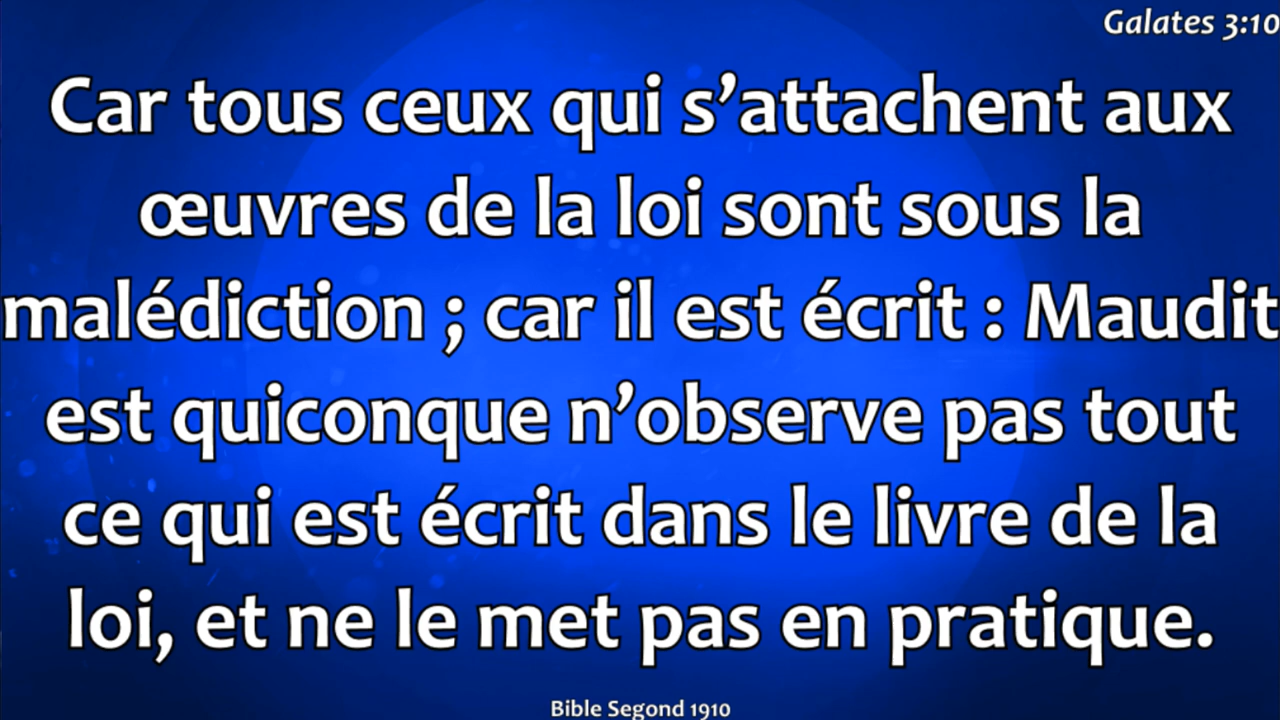 Galates 3:10
Car tous ceux qui s’attachent aux
œuvres de la loi sont sous la
malédiction ; car il est écrit : Maudit
est quiconque n’observe pas tout
ce qui est écrit dans le livre de la
loi, et ne le met pas en pratique.
Bible Segond 1910